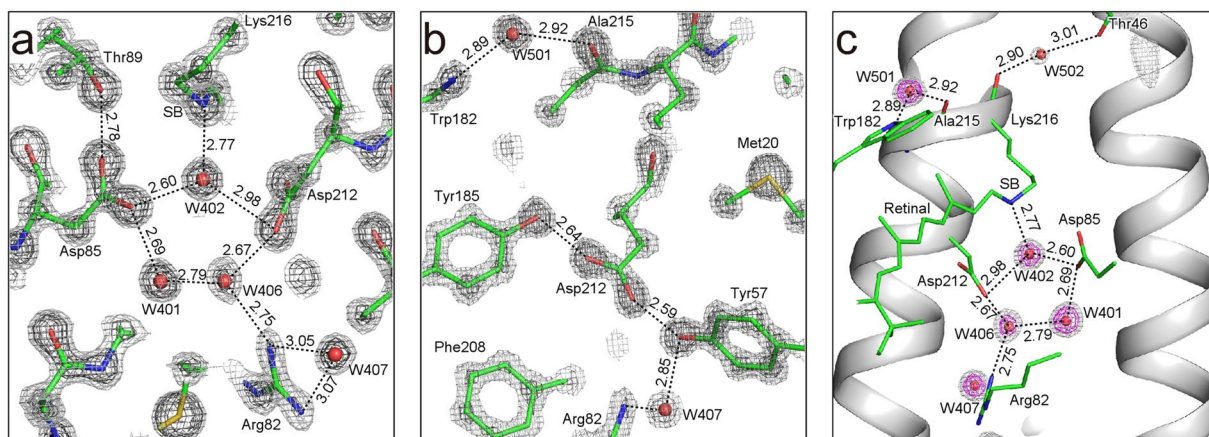 a
Thr89
Lys216
SB
2.78
2.77
2.60
2.98
W402
Asp212
Asp85
2.69
2.67
2.79
W401
W406
2.75
3.05
W407
3.07
Arg82
b
2.92
Ala215
2.89
W501
Trp182
Met20
Tyr185
2.64
Asp212
2.59
Tyr57
Phe208
2.85
Arg82
W407
c
3.01
Thr46
2.90
W501
W502
2.92
2.89
Trp182
Ala215
Lys216
SB
Retinal
2.77
Asp85
2.60
W402
Asp212
2.98
2.69
2.67
W401
W406
2.79
2.75
W407
Arg82